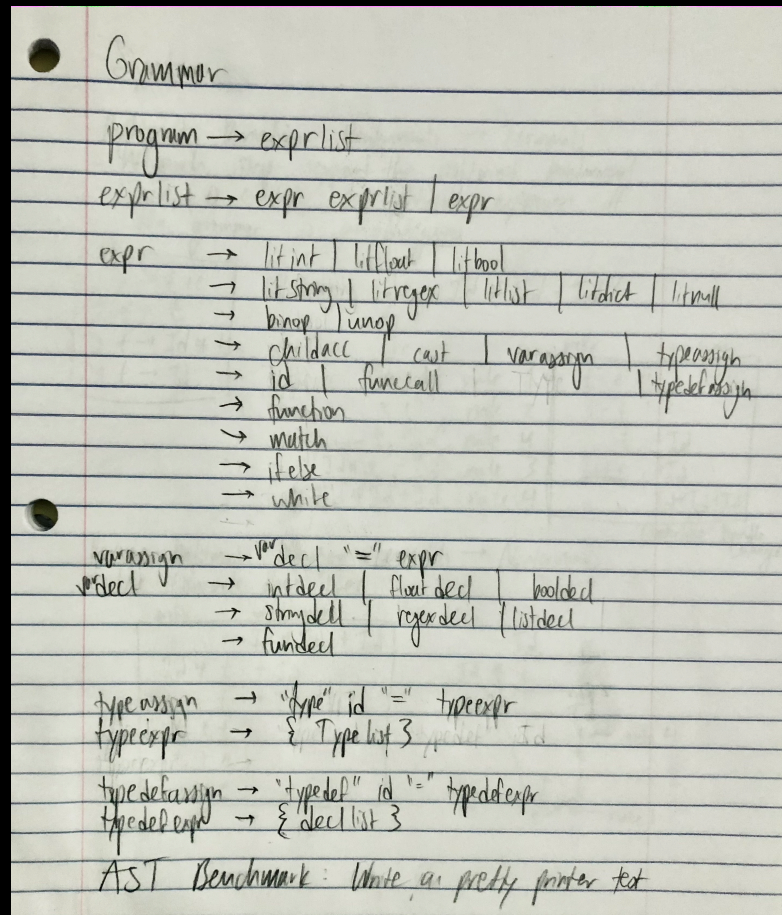 Grammar
program → exprlist
exprlist → expr exprlist | expr
expr → litint | litfloat | litbool
→ litstring | litregex | litlist | litdict | litnull
→ binop | unop
→ childacc | cast | varassign | typeassign
→ id | funccall | typedefassign
→ function
→ match
→ ifelse
→ while
varassign → vardecl "=" expr
vardecl → intdecl | floatdecl | booldecl
→ stringdecl | regexdecl | listdecl
→ fundecl
typeassign → "type" id "=" typeexpr
typeexpr → { Typelist }
typedefassign → "typedef" id "=" typedefexpr
typedefexpr → { decllist }
AST Benchmark: Write a pretty printer test